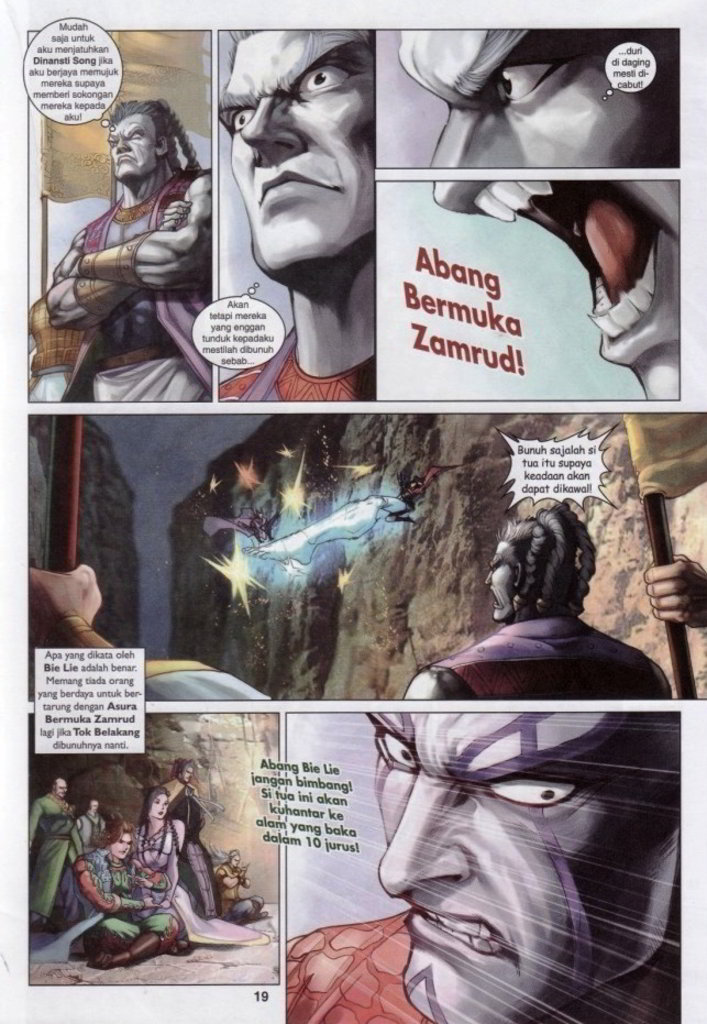 Mudah
saja untuk
aku menjatuhkan
Dinansti Song jika
aku berjaya memujuk
mereka supaya
memberi sokongan
mereka kepada
aku!
Akan
tetapi mereka
yang enggan
tunduk kepadaku
mestilah dibunuh
sebab...
...duri
di daging
mesti di-
cabut!
Abang
Bermuka
Zamrud!
Bunuh sajalah si
tua itu supaya
keadaan akan
dapat dikawal!
Apa yang dikata oleh
Bie Lie adalah benar.
Memang tiada orang
yang berdaya untuk ber-
tarung dengan Asura
Bermuka Zamrud
lagi jika Tok Belakang
dibunuhnya nanti.
Abang Bie Lie
jangan bimbang!
Si tua ini akan
kuhantar ke
alam yang baka
dalam 10 jurus!
19